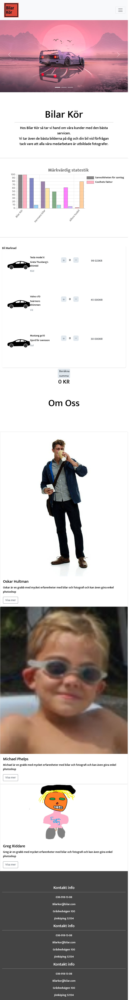 Bilar
Kör
Bilar Kör
Hos Bilar Kör så tar vi hand om våra kunder med den bästa
servicen.
Vi tar även de bästa bilderna på dig och din bil vid förfrågan
tack vare att alla våra medarbetare är utbildade fotografer.
Märkvärdig statestik
Sannolikheten för samlag
Coolhets faktor
100
90
80
70
60
50
40
30
20
10
0
Bilar Kör
Hermans bilar
Alfons husbil
Bil Marknad
Tesla model X
Greta Thunberg's
drömbil
Röd
+ 0 −
99 023KR
Volvo v70
Svärmors
drömmen
Vit
+ 0 −
45 000KR
Mustang gx10
Gjord för svensson
Gul
+ 0 −
30 000KR
Beräkna
summa
0 KR
Om Oss
Oskar Hultman
Oskar är en grabb med mycket erfarenheter med bilar och fotografi och kan även göra enkel
photoshop
Visa mer
Michael Phelps
Michael är en grabb med mycket erfarenheter med bilar och fotografi och kan även göra enkel
photoshop
Visa mer
Greg Riddare
Greg är en grabb med mycket erfarenheter med bilar och fotografi och kan även göra enkel
photoshop
Visa mer
Kontakt info
036-918-13-08
Bilarkor@bilar.com
Gråshedvägen 100
Jönköping 52134
Kontakt info
036-918-13-08
Bilarkor@bilar.com
Gråshedvägen 100
Jönköping 52134
Kontakt info
036-918-13-08
Bilarkor@bilar.com
Gråshedvägen 100
Jönköping 52134